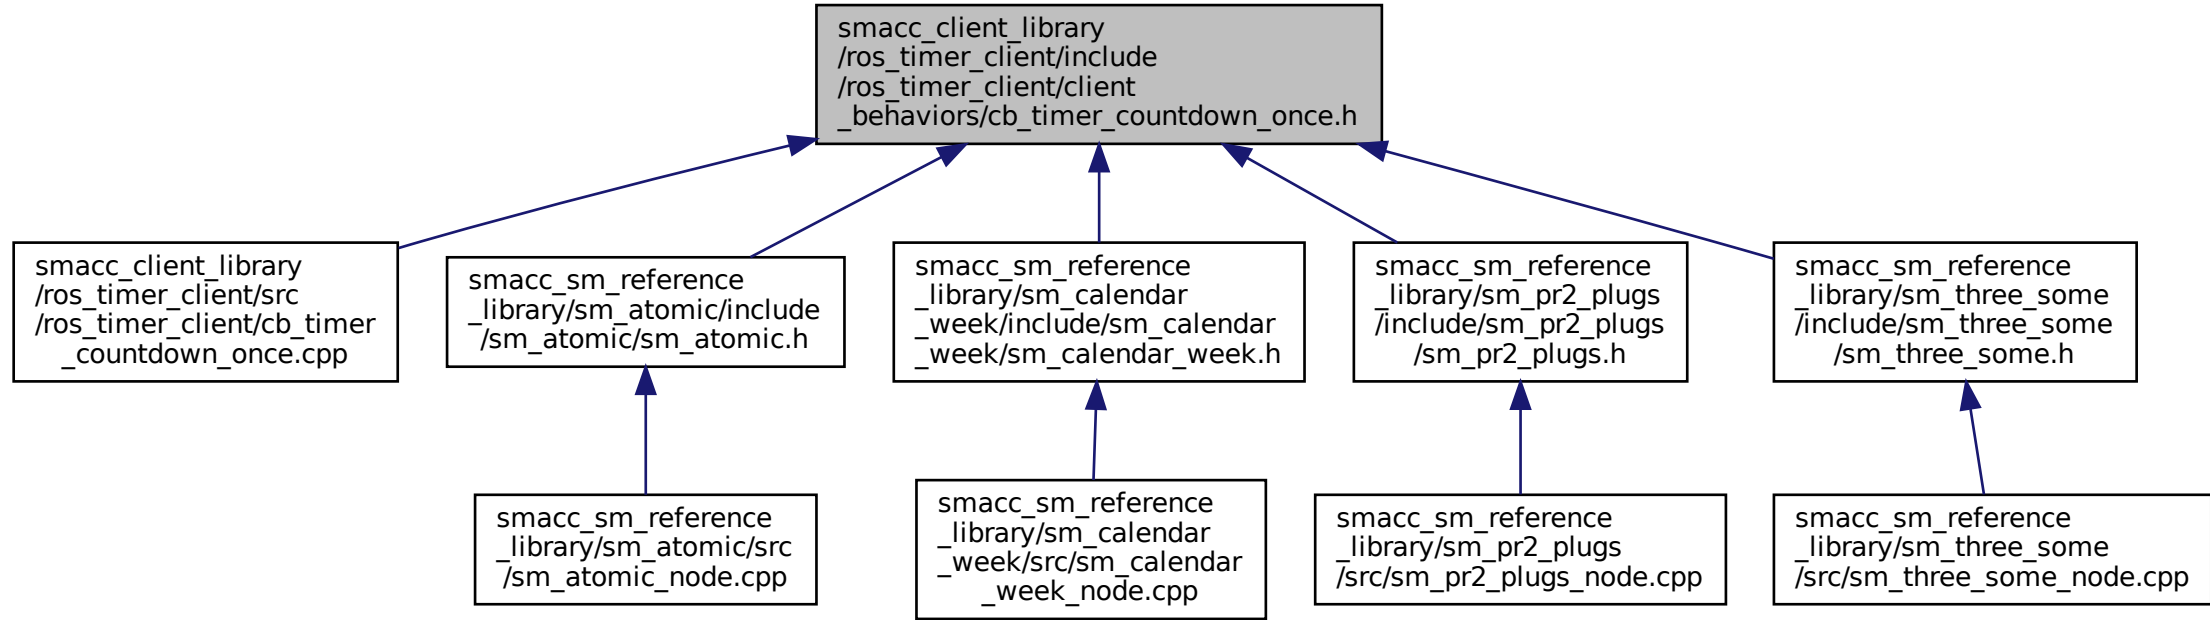 smacc_client_library
/ros_timer_client/include
/ros_timer_client/client
_behaviors/cb_timer_countdown_once.h
smacc_client_library
/ros_timer_client/src
/ros_timer_client/cb_timer
_countdown_once.cpp
smacc_sm_reference
_library/sm_atomic/include
/sm_atomic/sm_atomic.h
smacc_sm_reference
_library/sm_calendar
_week/include/sm_calendar
_week/sm_calendar_week.h
smacc_sm_reference
_library/sm_pr2_plugs
/include/sm_pr2_plugs
/sm_pr2_plugs.h
smacc_sm_reference
_library/sm_three_some
/include/sm_three_some
/sm_three_some.h
smacc_sm_reference
_library/sm_atomic/src
/sm_atomic_node.cpp
smacc_sm_reference
_library/sm_calendar
_week/src/sm_calendar
_week_node.cpp
smacc_sm_reference
_library/sm_pr2_plugs
/src/sm_pr2_plugs_node.cpp
smacc_sm_reference
_library/sm_three_some
/src/sm_three_some_node.cpp